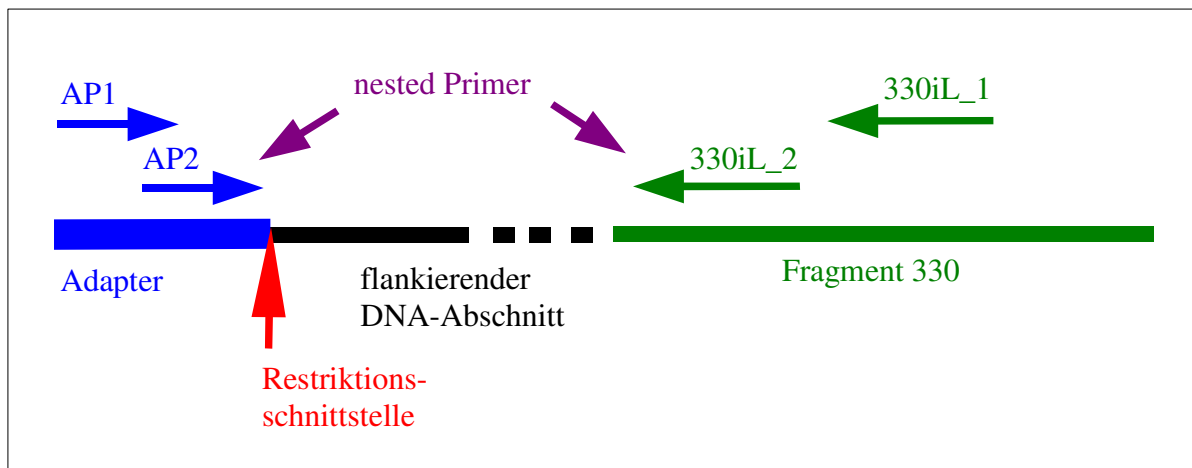 nested Primer
AP1
330iL_1
AP2
330iL_2
Adapter
flankierender
DNA-Abschnitt
Fragment 330
Restriktions-
schnittstelle